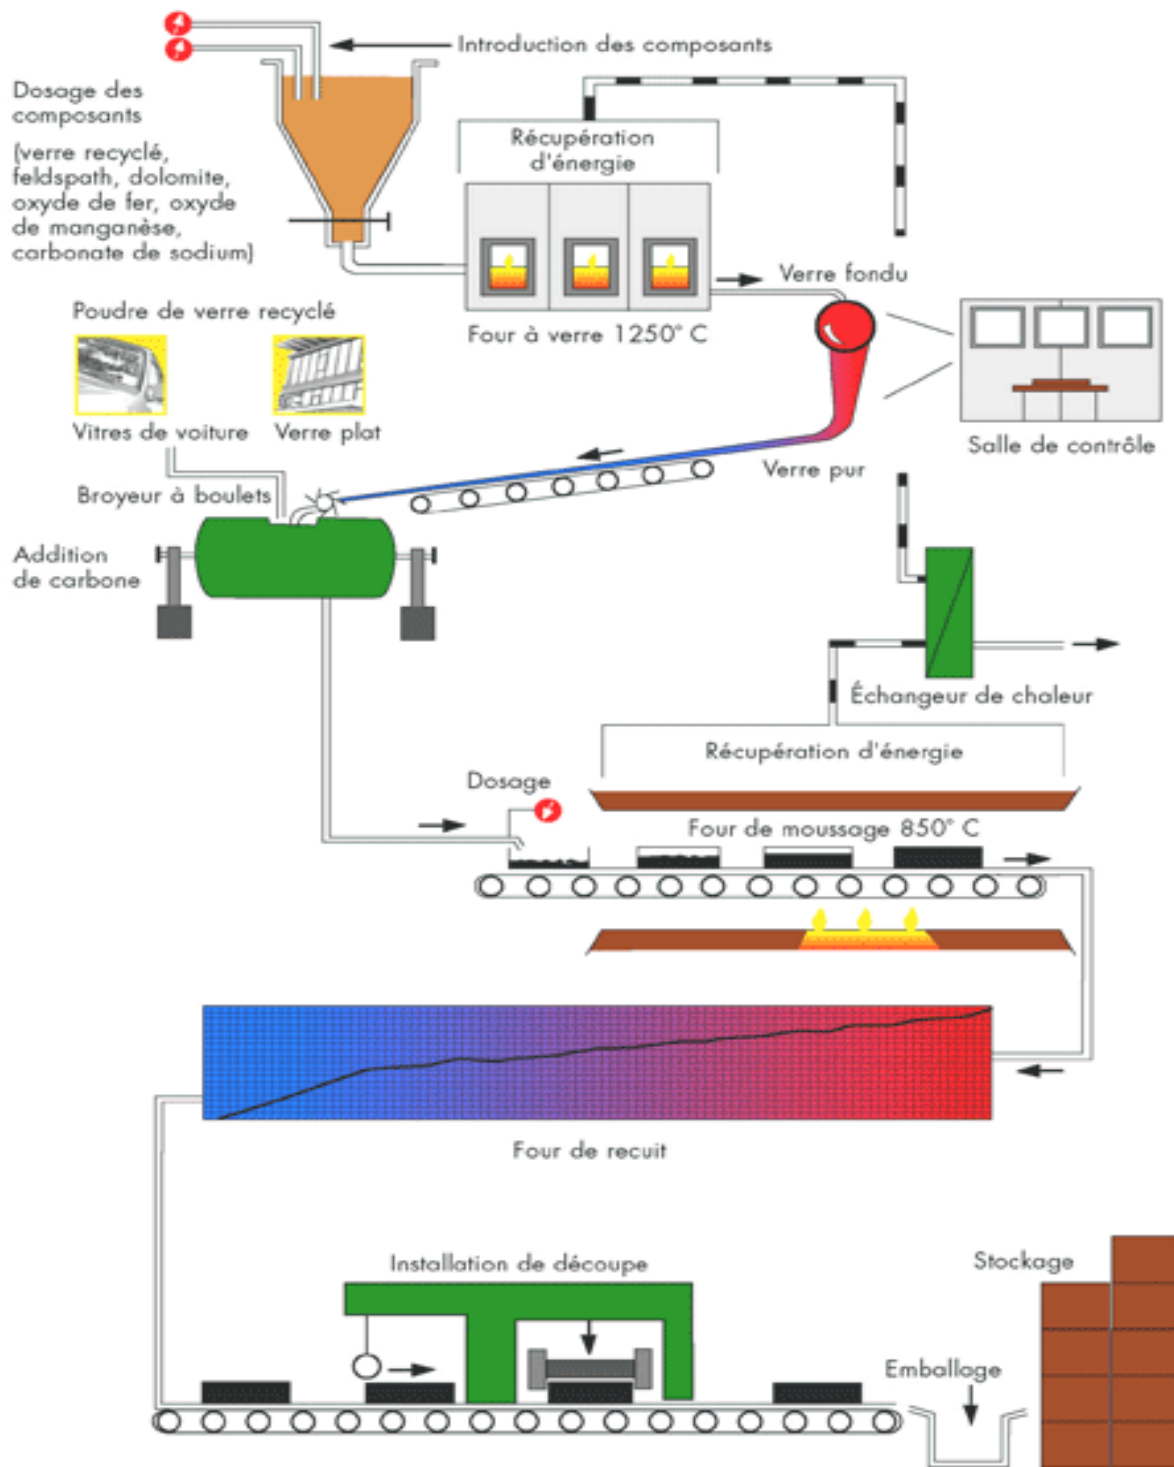 Introduction des composants
Dosage des
composants
(verre recyclé,
feldspath, dolomite,
oxyde de fer, oxyde
de manganèse,
carbonate de sodium)
Récupération
d'énergie
Verre fondu
Four à verre 1250° C
Poudre de verre recyclé
Vitres de voiture
Verre plat
Salle de contrôle
Verre pur
Broyeur à boulets
Addition
de carbone
Échangeur de chaleur
Récupération d'énergie
Dosage
Four de moussage 850° C
Four de recuit
Installation de découpe
Stockage
Emballage